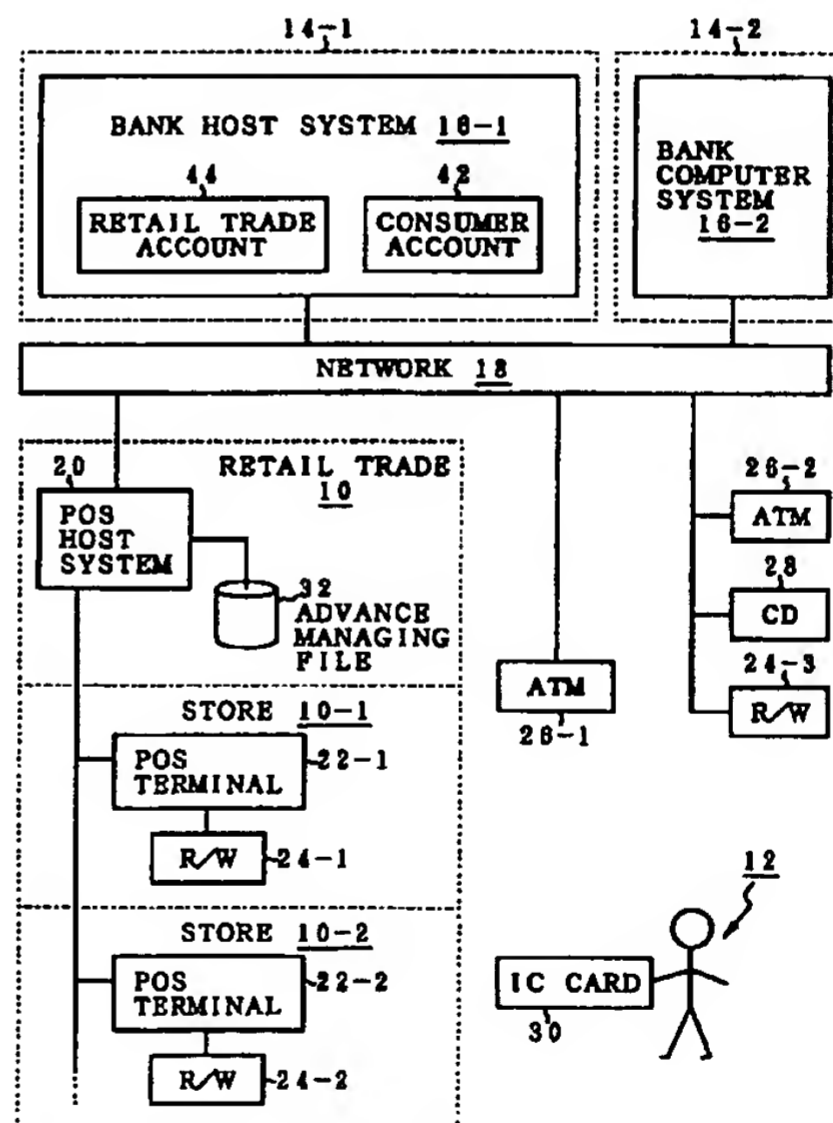 14-1
14-2
BANK HOST SYSTEM 16-1
44
42
RETAIL TRADE
ACCOUNT
CONSUMER
ACCOUNT
BANK
COMPUTER
SYSTEM
16-2
NETWORK 18
20
RETAIL TRADE
10
POS
HOST
SYSTEM
32
ADVANCE
MANAGING
FILE
26-2
ATM
28
CD
24-3
R/W
ATM
26-1
STORE 10-1
POS
TERMINAL
22-1
R/W
24-1
STORE 10-2
POS
TERMINAL
22-2
R/W
24-2
12
IC CARD
30